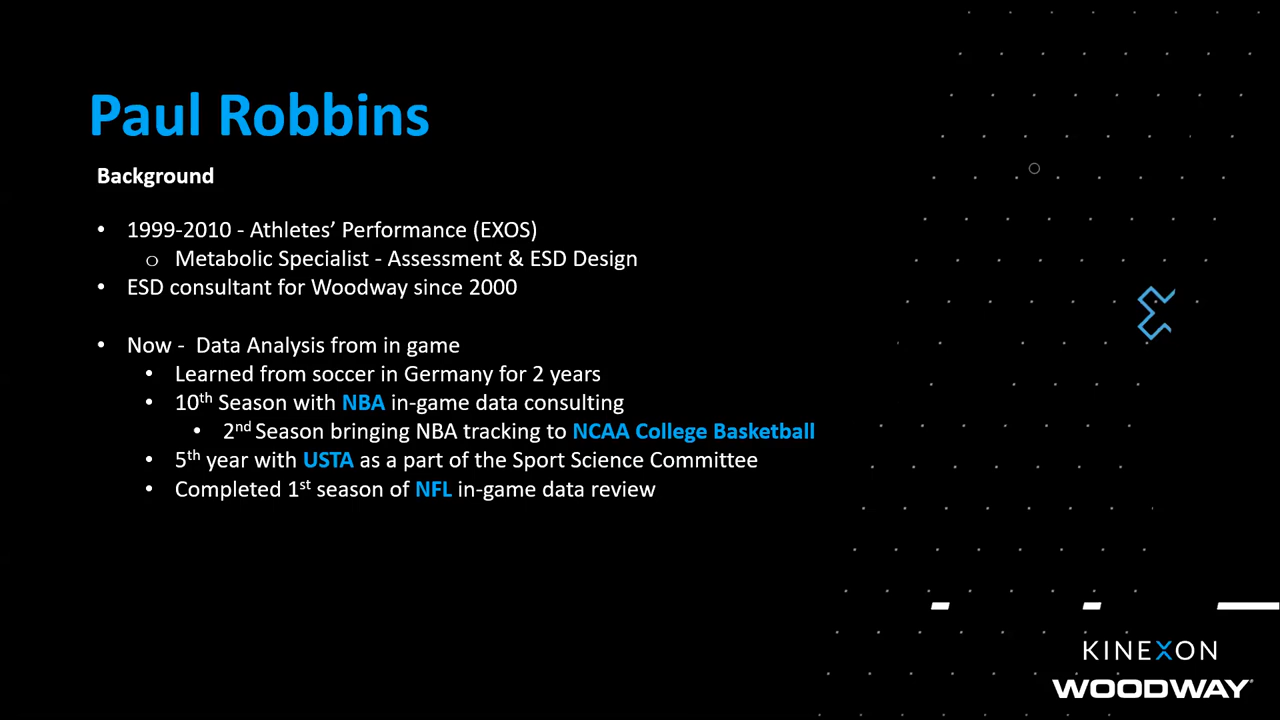 Paul Robbins
Background
• 1999-2010 - Athletes’ Performance (EXOS)
o Metabolic Specialist - Assessment & ESD Design
• ESD consultant for Woodway since 2000
• Now - Data Analysis from in game
• Learned from soccer in Germany for 2 years
• 10th Season with NBA in-game data consulting
• 2nd Season bringing NBA tracking to NCAA College Basketball
• 5th year with USTA as a part of the Sport Science Committee
• Completed 1st season of NFL in-game data review
KINEXON
WOODWAY